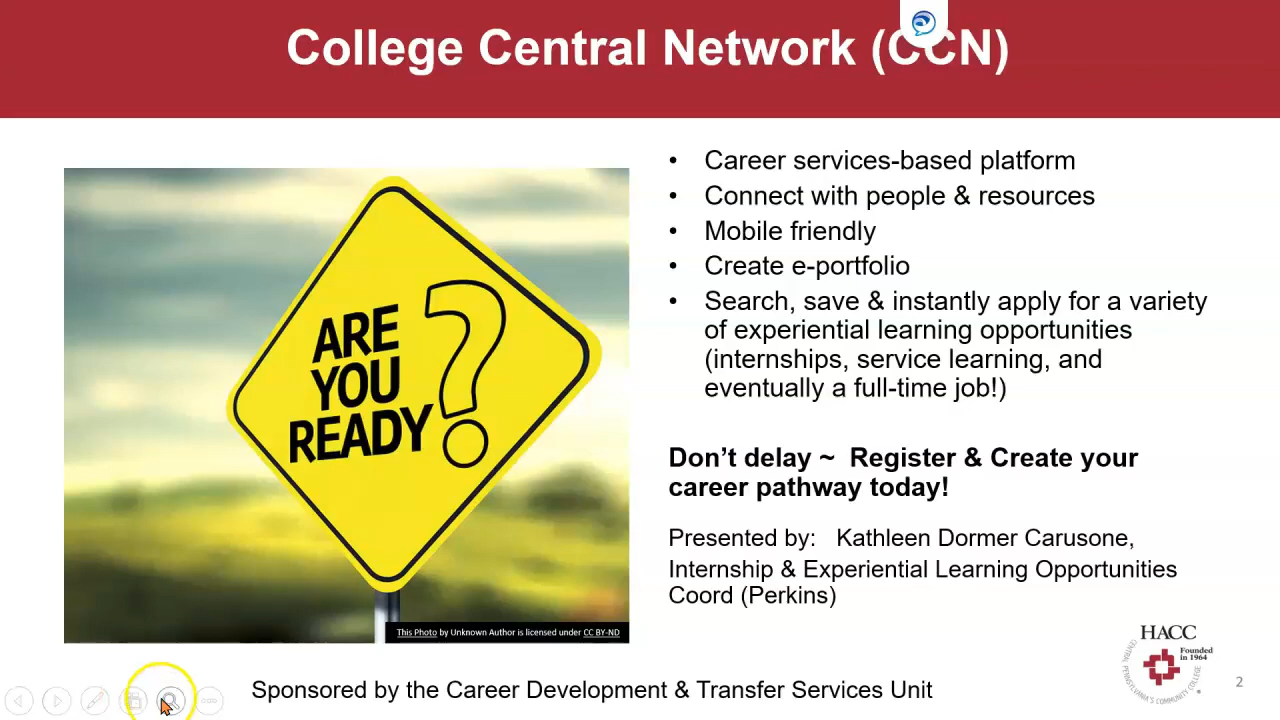 College Central Network (CCN)
• Career services-based platform
• Connect with people & resources
• Mobile friendly
• Create e-portfolio
• Search, save & instantly apply for a variety
of experiential learning opportunities
(internships, service learning, and
eventually a full-time job!)
ARE
YOU
READY?
Don’t delay ~ Register & Create your
career pathway today!
Presented by: Kathleen Dormer Carusone,
Internship & Experiential Learning Opportunities
Coord (Perkins)
This Photo by Unknown Author is licensed under CC BY-ND
HACC
Founded
in 1964
CENTRAL PENNSYLVANIA'S COMMUNITY COLLEGE
Sponsored by the Career Development & Transfer Services Unit
2